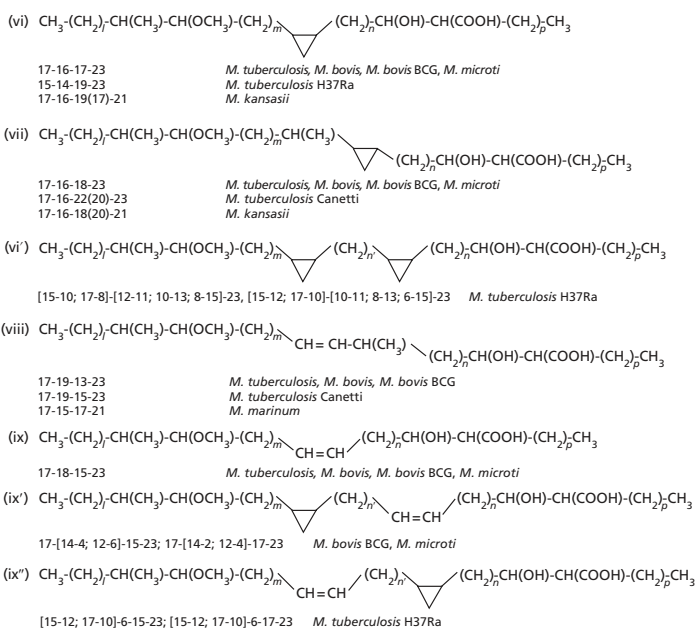 (vi) CH₃-(CH₂)ₗ-CH(CH₃)-CH(OCH₃)-(CH₂)ₘ (CH₂)ₙ-CH(OH)-CH(COOH)-(CH₂)ₚ-CH₃
17-16-17-23 M. tuberculosis, M. bovis, M. bovis BCG, M. microti
15-14-19-23 M. tuberculosis H37Ra
17-16-19(17)-21 M. kansasii
(vii) CH₃-(CH₂)ₗ-CH(CH₃)-CH(OCH₃)-(CH₂)ₘ-CH(CH₃)
(CH₂)ₙ-CH(OH)-CH(COOH)-(CH₂)ₚ-CH₃
17-16-18-23 M. tuberculosis, M. bovis, M. bovis BCG, M. microti
17-16-22(20)-23 M. tuberculosis Canetti
17-16-18(20)-21 M. kansasii
(vi′) CH₃-(CH₂)ₗ-CH(CH₃)-CH(OCH₃)-(CH₂)ₘ (CH₂)ₙ′ (CH₂)ₙ-CH(OH)-CH(COOH)-(CH₂)ₚ-CH₃
[15-10; 17-8]-[12-11; 10-13; 8-15]-23, [15-12; 17-10]-[10-11; 8-13; 6-15]-23 M. tuberculosis H37Ra
(viii) CH₃-(CH₂)ₗ-CH(CH₃)-CH(OCH₃)-(CH₂)ₘ
CH=CH-CH(CH₃)
(CH₂)ₙ-CH(OH)-CH(COOH)-(CH₂)ₚ-CH₃
17-19-13-23 M. tuberculosis, M. bovis, M. bovis BCG
17-19-15-23 M. tuberculosis Canetti
17-15-17-21 M. marinum
(ix) CH₃-(CH₂)ₗ-CH(CH₃)-CH(OCH₃)-(CH₂)ₘ (CH₂)ₙ-CH(OH)-CH(COOH)-(CH₂)ₚ-CH₃
CH=CH
17-18-15-23 M. tuberculosis, M. bovis, M. bovis BCG, M. microti
(ix′) CH₃-(CH₂)ₗ-CH(CH₃)-CH(OCH₃)-(CH₂)ₘ (CH₂)ₙ′ (CH₂)ₙ-CH(OH)-CH(COOH)-(CH₂)ₚ-CH₃
CH=CH
17-[14-4; 12-6]-15-23; 17-[14-2; 12-4]-17-23 M. bovis BCG, M. microti
(ix″) CH₃-(CH₂)ₗ-CH(CH₃)-CH(OCH₃)-(CH₂)ₘ (CH₂)ₙ′ (CH₂)ₙ-CH(OH)-CH(COOH)-(CH₂)ₚ-CH₃
CH=CH
[15-12; 17-10]-6-15-23; [15-12; 17-10]-6-17-23 M. tuberculosis H37Ra